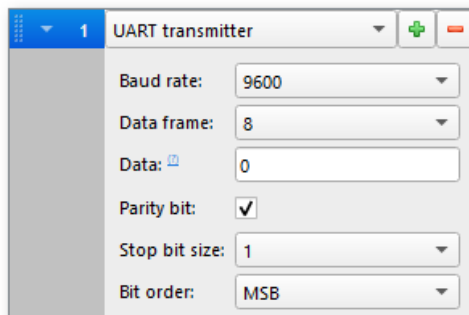 1 UART transmitter
Baud rate: 9600
Data frame: 8
Data: (i) 0
Parity bit:
Stop bit size: 1
Bit order: MSB